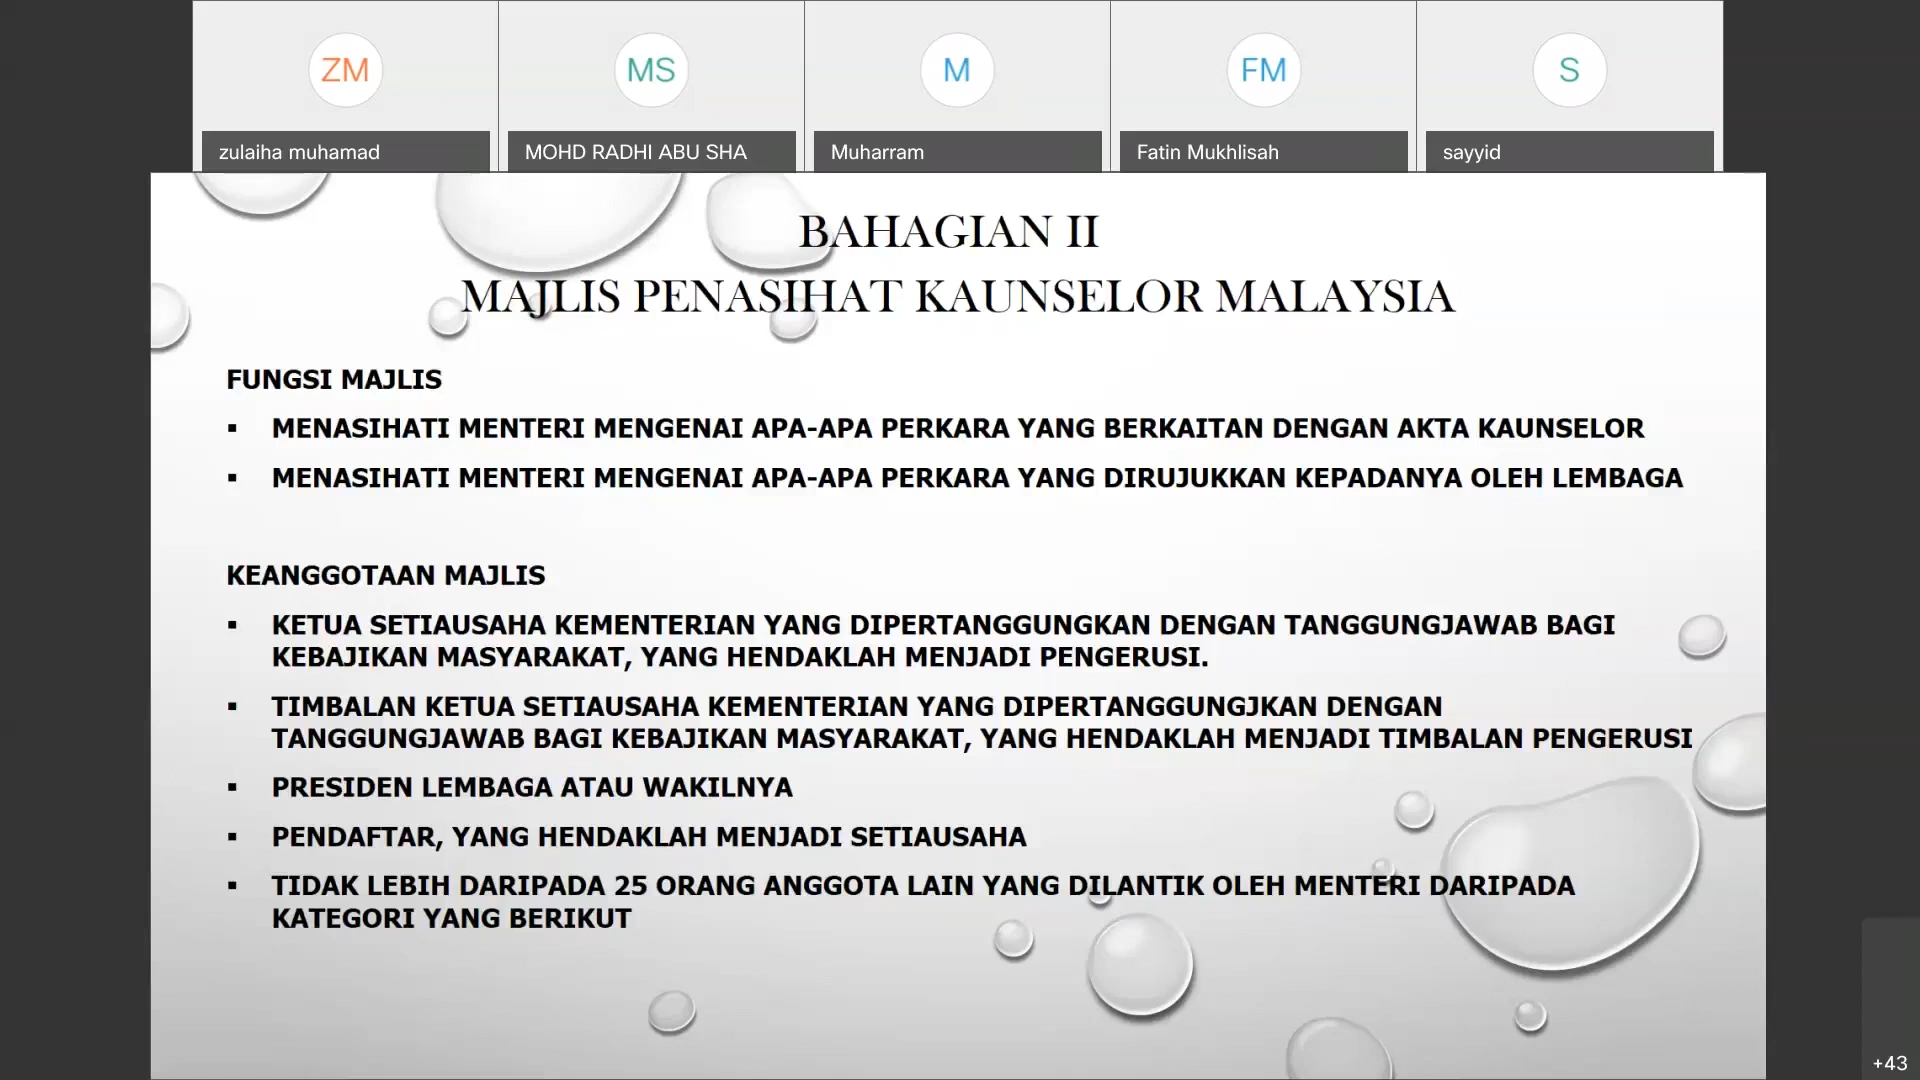 ZM
MS
M
FM
S
zulaiha muhamad
MOHD RADHI ABU SHA
Muharram
Fatin Mukhlisah
sayyid
BAHAGIAN II
MAJLIS PENASIHAT KAUNSELOR MALAYSIA
FUNGSI MAJLIS
▪ MENASIHATI MENTERI MENGENAI APA-APA PERKARA YANG BERKAITAN DENGAN AKTA KAUNSELOR
▪ MENASIHATI MENTERI MENGENAI APA-APA PERKARA YANG DIRUJUKKAN KEPADANYA OLEH LEMBAGA
KEANGGOTAAN MAJLIS
▪ KETUA SETIAUSAHA KEMENTERIAN YANG DIPERTANGGUNGKAN DENGAN TANGGUNGJAWAB BAGI
KEBAJIKAN MASYARAKAT, YANG HENDAKLAH MENJADI PENGERUSI.
▪ TIMBALAN KETUA SETIAUSAHA KEMENTERIAN YANG DIPERTANGGUNGJKAN DENGAN
TANGGUNGJAWAB BAGI KEBAJIKAN MASYARAKAT, YANG HENDAKLAH MENJADI TIMBALAN PENGERUSI
▪ PRESIDEN LEMBAGA ATAU WAKILNYA
▪ PENDAFTAR, YANG HENDAKLAH MENJADI SETIAUSAHA
▪ TIDAK LEBIH DARIPADA 25 ORANG ANGGOTA LAIN YANG DILANTIK OLEH MENTERI DARIPADA
KATEGORI YANG BERIKUT
+43